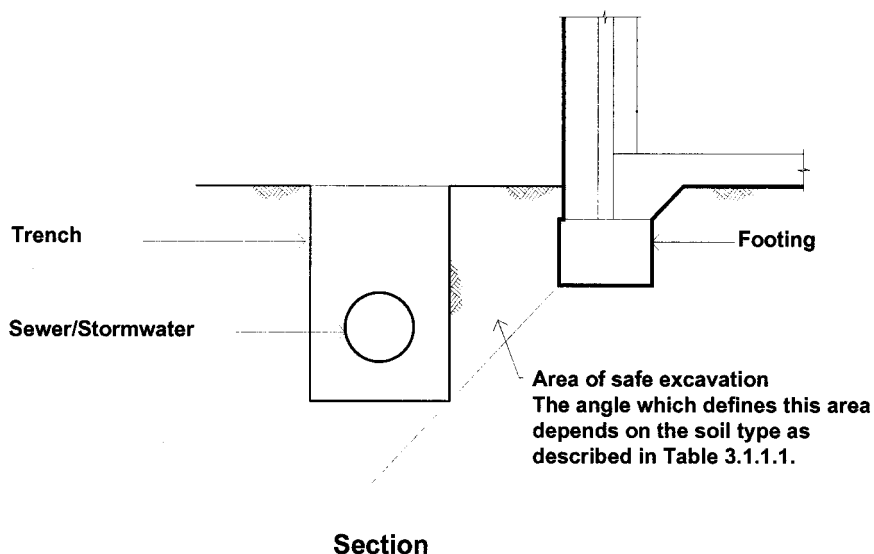 Trench
Footing
Sewer/Stormwater
Area of safe excavation
The angle which defines this area
depends on the soil type as
described in Table 3.1.1.1.
Section